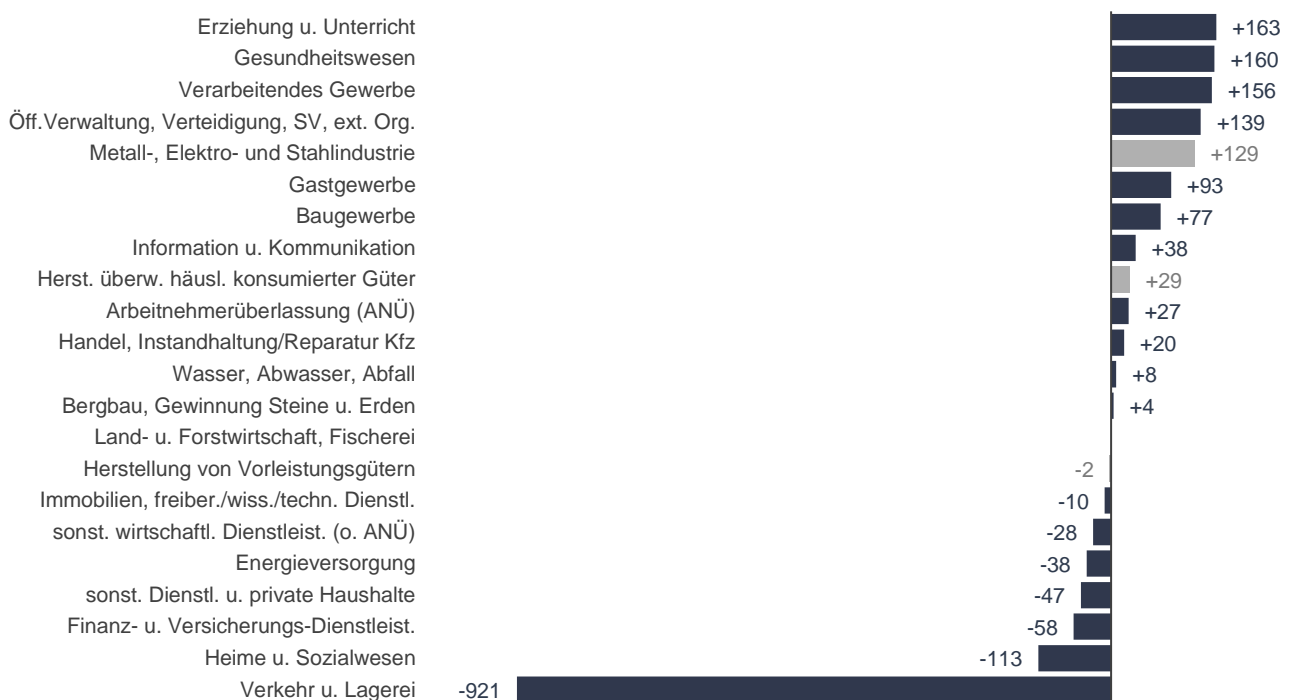 Erziehung u. Unterricht +163
Gesundheitswesen +160
Verarbeitendes Gewerbe +156
Öff.Verwaltung, Verteidigung, SV, ext. Org. +139
Metall-, Elektro- und Stahlindustrie +129
Gastgewerbe +93
Baugewerbe +77
Information u. Kommunikation +38
Herst. überw. häusl. konsumierter Güter +29
Arbeitnehmerüberlassung (ANÜ) +27
Handel, Instandhaltung/Reparatur Kfz +20
Wasser, Abwasser, Abfall +8
Bergbau, Gewinnung Steine u. Erden +4
Land- u. Forstwirtschaft, Fischerei
Herstellung von Vorleistungsgütern -2
Immobilien, freiber./wiss./techn. Dienstl. -10
sonst. wirtschaftl. Dienstleist. (o. ANÜ) -28
Energieversorgung -38
sonst. Dienstl. u. private Haushalte -47
Finanz- u. Versicherungs-Dienstleist. -58
Heime u. Sozialwesen -113
Verkehr u. Lagerei -921